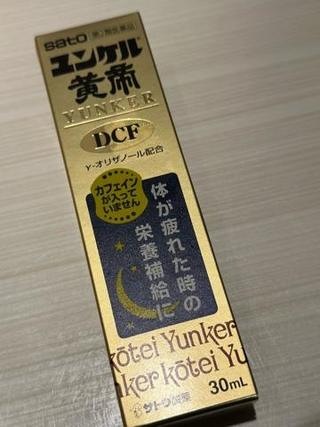 sato 第2類医薬品
ユンケル
黄帝
YUNKER
DCF
γ-オリザノール配合
カフェイン
が入って
いません
体が疲れた時の
栄養補給に
kōtei Yunker
nker kōtei Yu
30mL
サトウ製薬